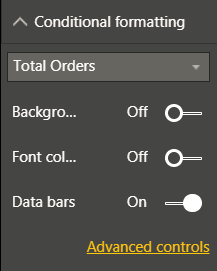 Conditional formatting
Total Orders
Backgro... Off
Font col... Off
Data bars On
Advanced controls